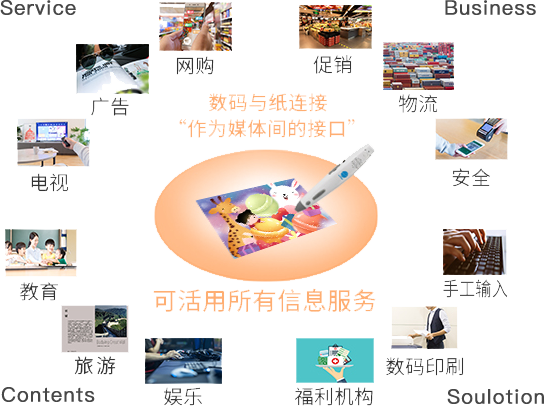 Service
Business
网购
促销
广告
物流
数码与纸连接
“作为媒体间的接口”
电视
安全
教育
手工输入
可活用所有信息服务
旅游
数码印刷
娱乐
福利机构
Contents
Soulotion